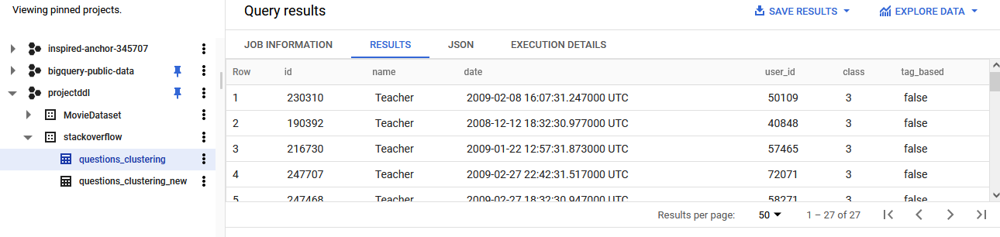 Viewing pinned projects.
inspired-anchor-345707
bigquery-public-data
projectddl
MovieDataset
stackoverflow
questions_clustering
questions_clustering_new
Query results
SAVE RESULTS EXPLORE DATA
JOB INFORMATION RESULTS JSON EXECUTION DETAILS
Row id name date user_id class tag_based
1 230310 Teacher 2009-02-08 16:07:31.247000 UTC 50109 3 false
2 190392 Teacher 2008-12-12 18:32:30.977000 UTC 40848 3 false
3 216730 Teacher 2009-01-22 12:57:31.873000 UTC 57465 3 false
4 247707 Teacher 2009-02-27 22:42:31.517000 UTC 72071 3 false
5 247468 Teacher 2009-02-27 18:32:30.947000 UTC 58271 3 false
Results per page: 50 1 – 27 of 27